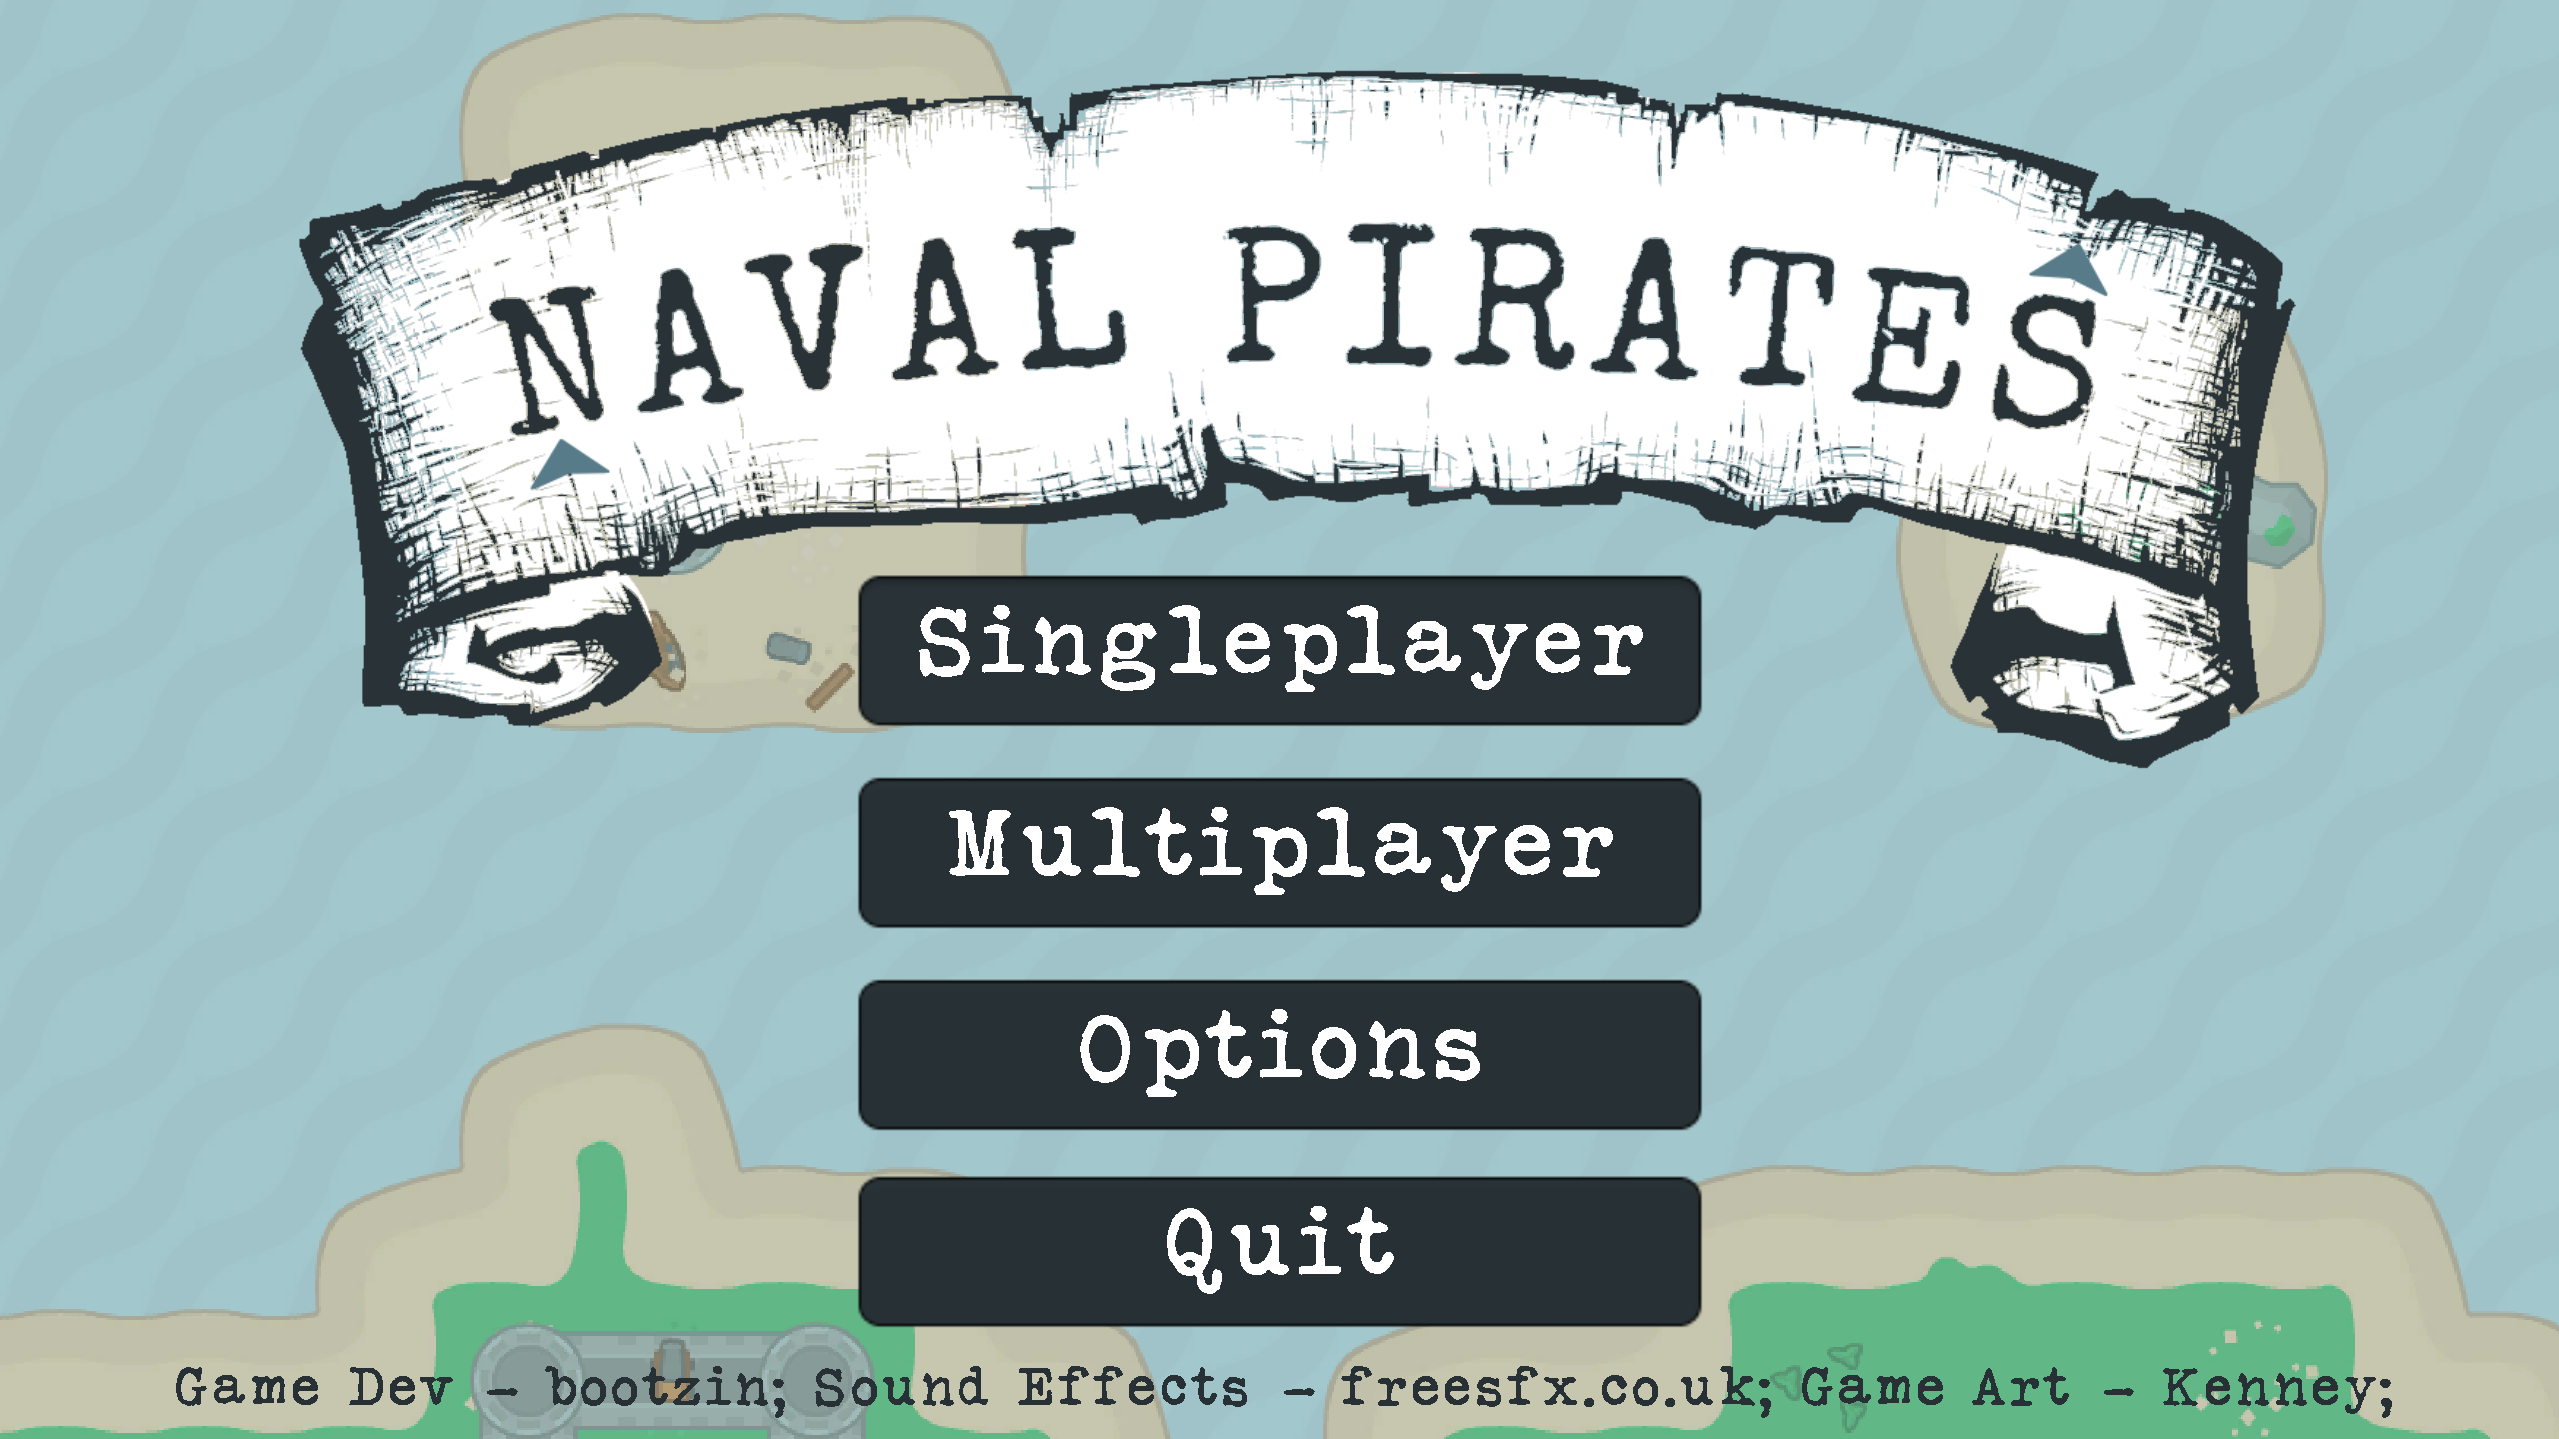 NAVAL PIRATES
Singleplayer
Multiplayer
Options
Quit
Game Dev - bootzin; Sound Effects - freesfx.co.uk; Game Art - Kenney;